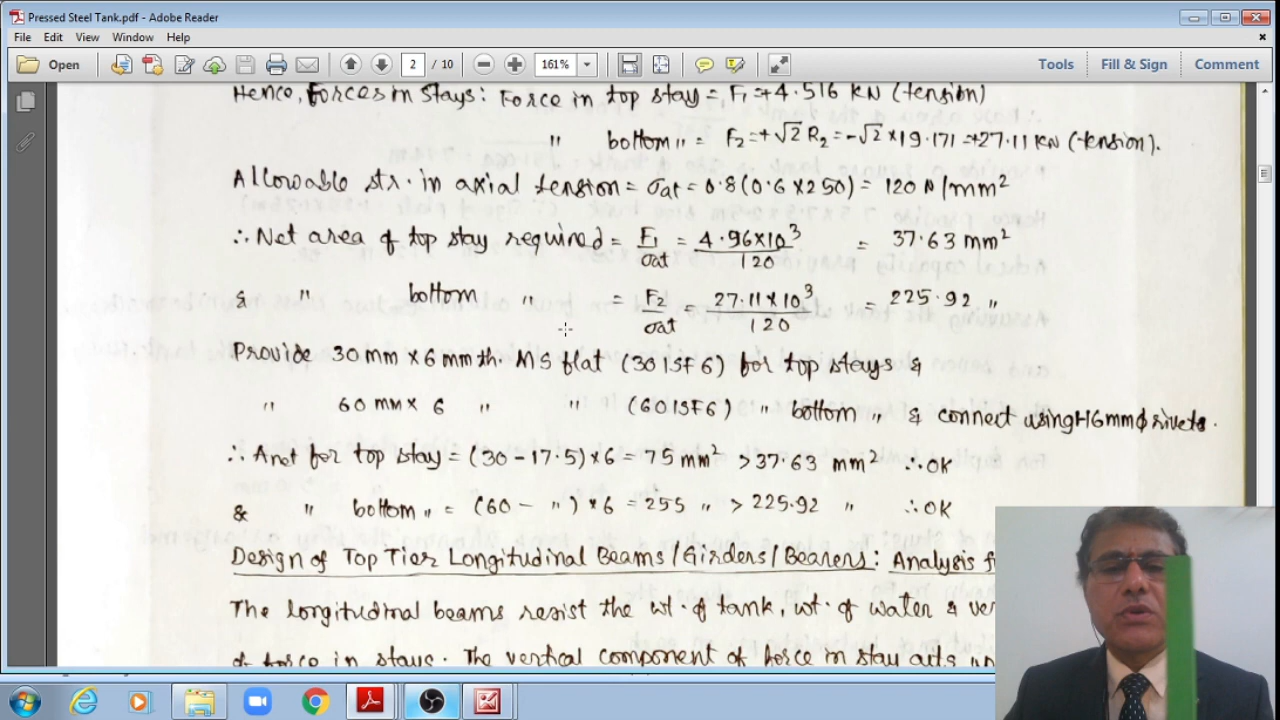 Pressed Steel Tank.pdf - Adobe Reader
File Edit View Window Help
Open 2 / 10 161% Tools Fill & Sign Comment
Hence, Forces in Stays: Force in top stay = F1 = +4.516 KN (tension)
" bottom " = F2 = +√2 R2 = -√2 × 19.171 = +27.11 KN (tension).
Allowable str. in axial tension = σat = 0.8(0.6 × 250) = 120 N/mm²
∴ Net area of top stay required = F1/σat = 4.96×10³/120 = 37.63 mm²
& " bottom " = F2/σat = 27.11×10³/120 = 225.92 "
Provide 30mm × 6mm th. MS flat (30 ISF 6) for top stays &
" 60 mm × 6 " " (60 ISF 6) " bottom " & connect using 1-16mmϕ rivets.
∴ Anet for top stay = (30 - 17.5) × 6 = 75 mm² > 37.63 mm² ∴ OK
& " bottom " = (60 - " ) × 6 = 255 " > 225.92 " ∴ OK
Design of Top Tier Longitudinal Beams/Girders/Bearers: Analysis f
The longitudinal beams resist the wt. of tank, wt. of water & ver
of force in stays. The vertical component of force in stay acts